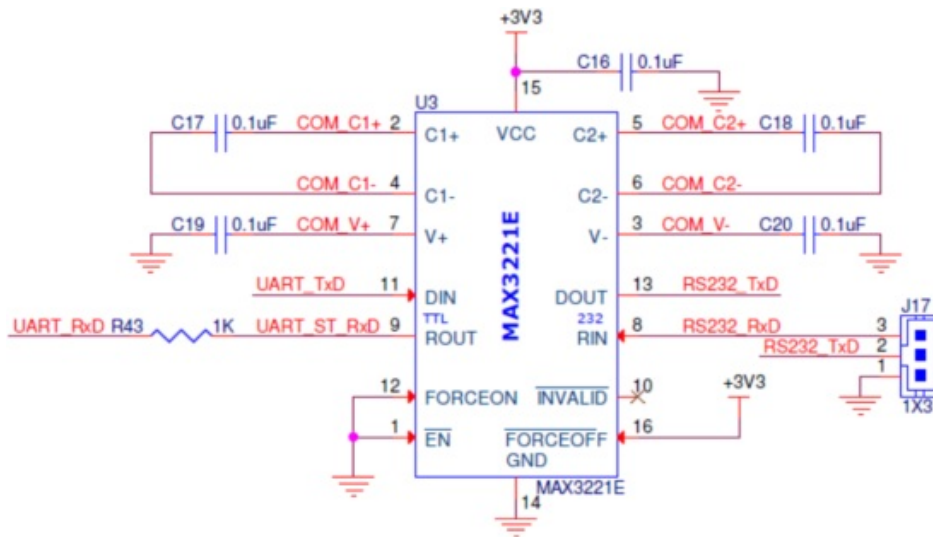 +3V3
C16 0.1uF
15
U3
C17 0.1uF COM_C1+ 2 C1+ VCC C2+ 5 COM_C2+ C18 0.1uF
COM_C1- 4 C1- C2- 6 COM_C2-
C19 0.1uF COM_V+ 7 V+ V- 3 COM_V- C20 0.1uF
MAX3221E
UART_TxD 11 DIN DOUT 13 RS232_TxD
TTL 232
J17
UART_RxD R43 1K UART_ST_RxD 9 ROUT RIN 8 RS232_RxD 3
RS232_TxD 2
1
+3V3
12 FORCEON INVALID 10
1X3
1 EN FORCEOFF 16
GND
MAX3221E
14